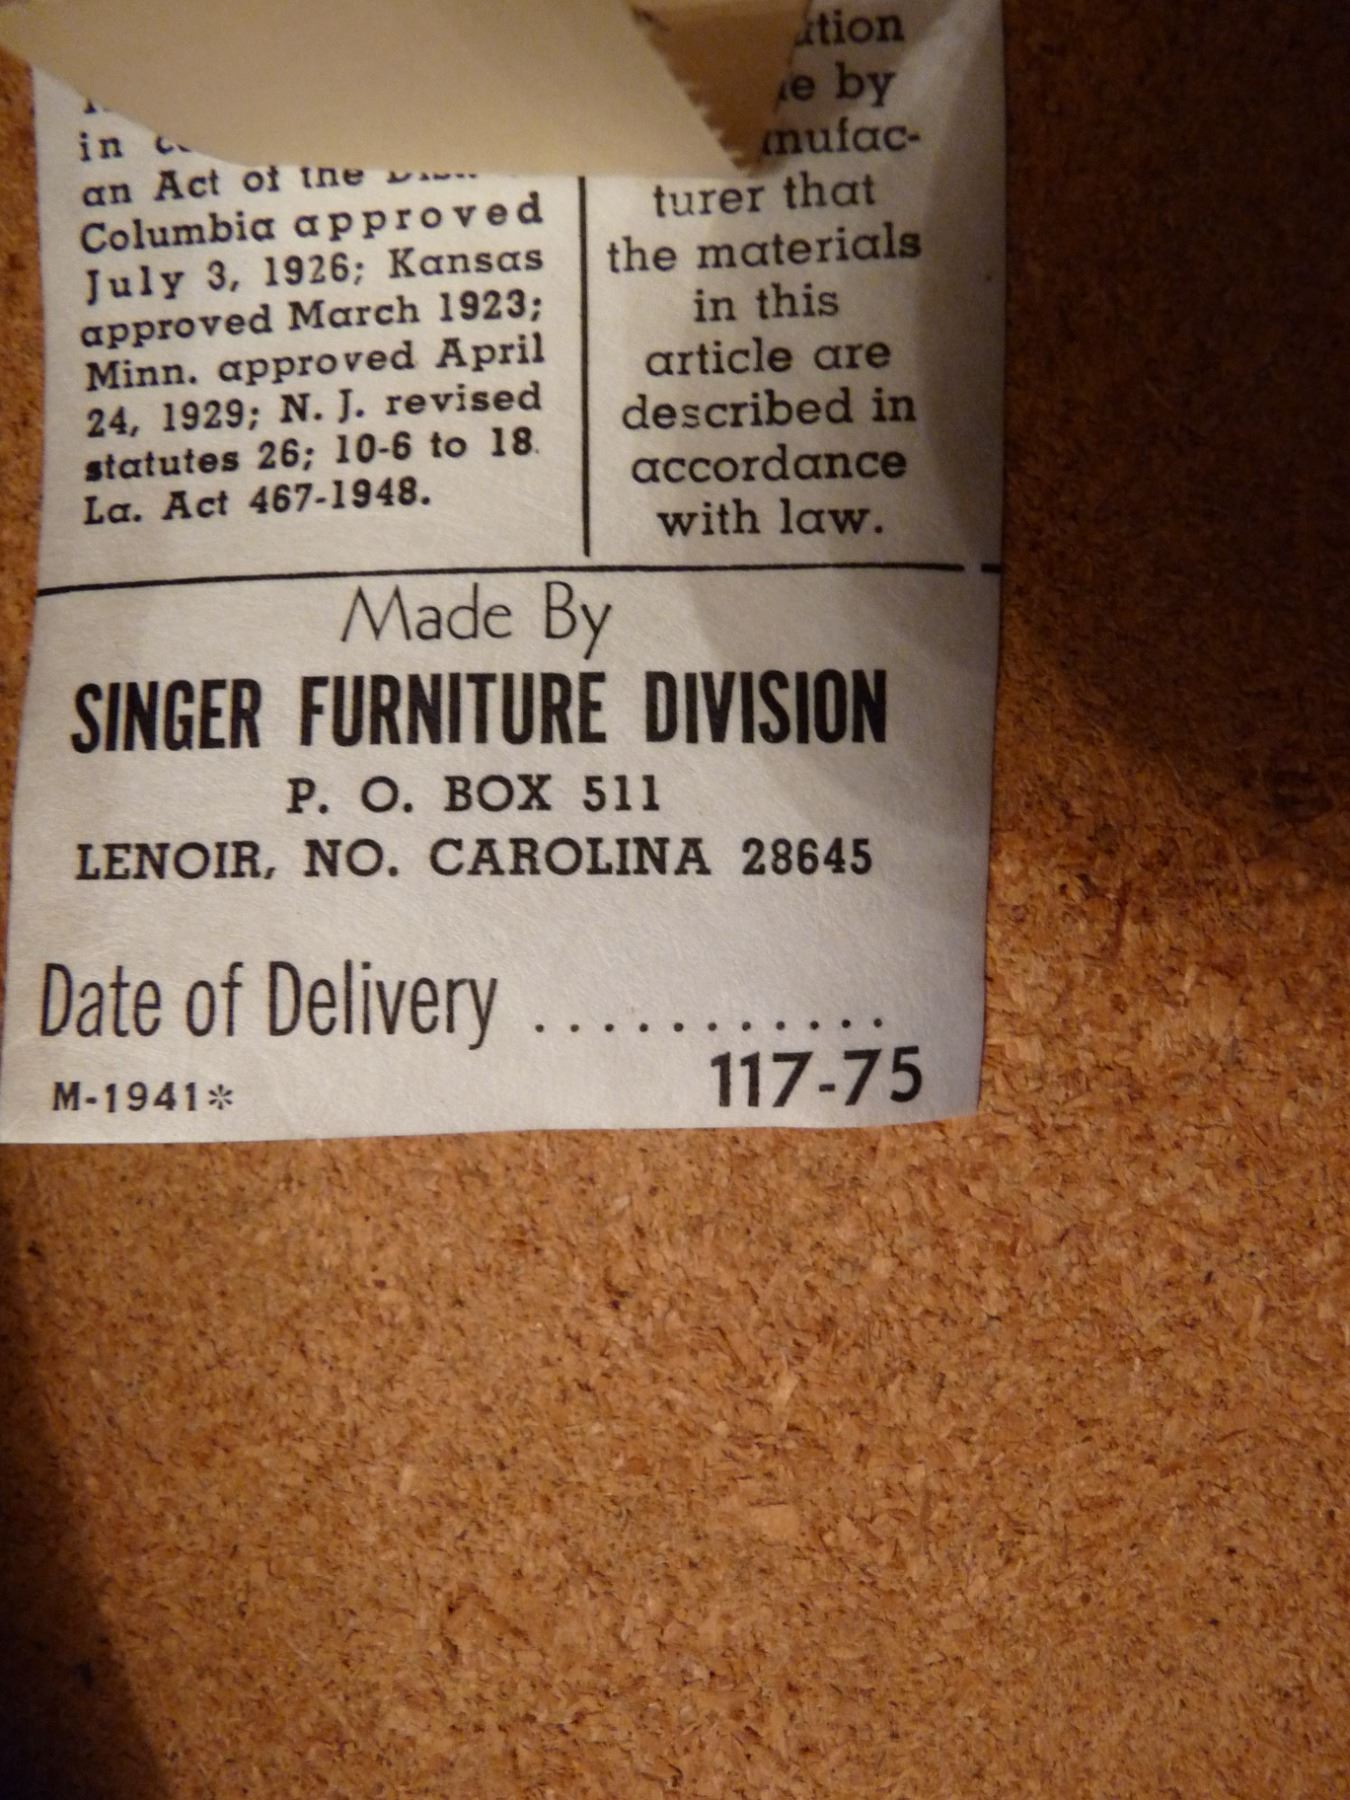 ution
by
in
an Act of the
Columbia approved
July 3, 1926; Kansas
approved March 1923;
Minn. approved April
24, 1929; N. J. revised
statutes 26; 10-6 to 18.
La. Act 467-1948.
nufac-
turer that
the materials
in this
article are
described in
accordance
with law.
Made By
SINGER FURNITURE DIVISION
P. O. BOX 511
LENOIR, NO. CAROLINA 28645
Date of Delivery ...........
117-75
M-1941*